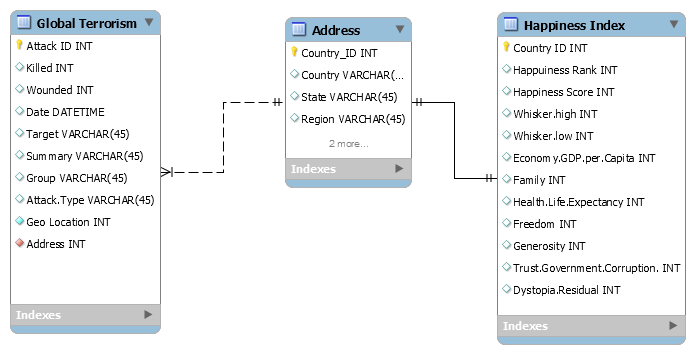 Global Terrorism
Attack ID INT
Killed INT
Wounded INT
Date DATETIME
Target VARCHAR(45)
Summary VARCHAR(45)
Group VARCHAR(45)
Attack.Type VARCHAR(45)
Geo Location INT
Address INT
Indexes
Address
Country_ID INT
Country VARCHAR(...
State VARCHAR(45)
Region VARCHAR(45)
2 more...
Indexes
Happiness Index
Country ID INT
Happuiness Rank INT
Happiness Score INT
Whisker.high INT
Whisker.low INT
Economy.GDP.per.Capita INT
Family INT
Health.Life.Expectancy INT
Freedom INT
Generosity INT
Trust.Government.Corruption. INT
Dystopia.Residual INT
Indexes